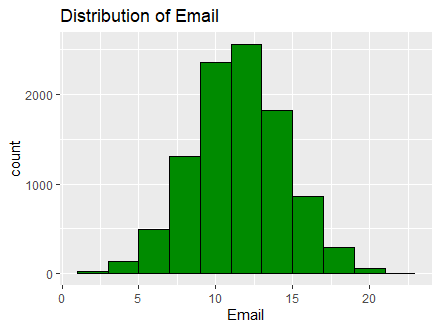 Distribution of Email
2000
1000
0
count
0 5 10 15 20
Email